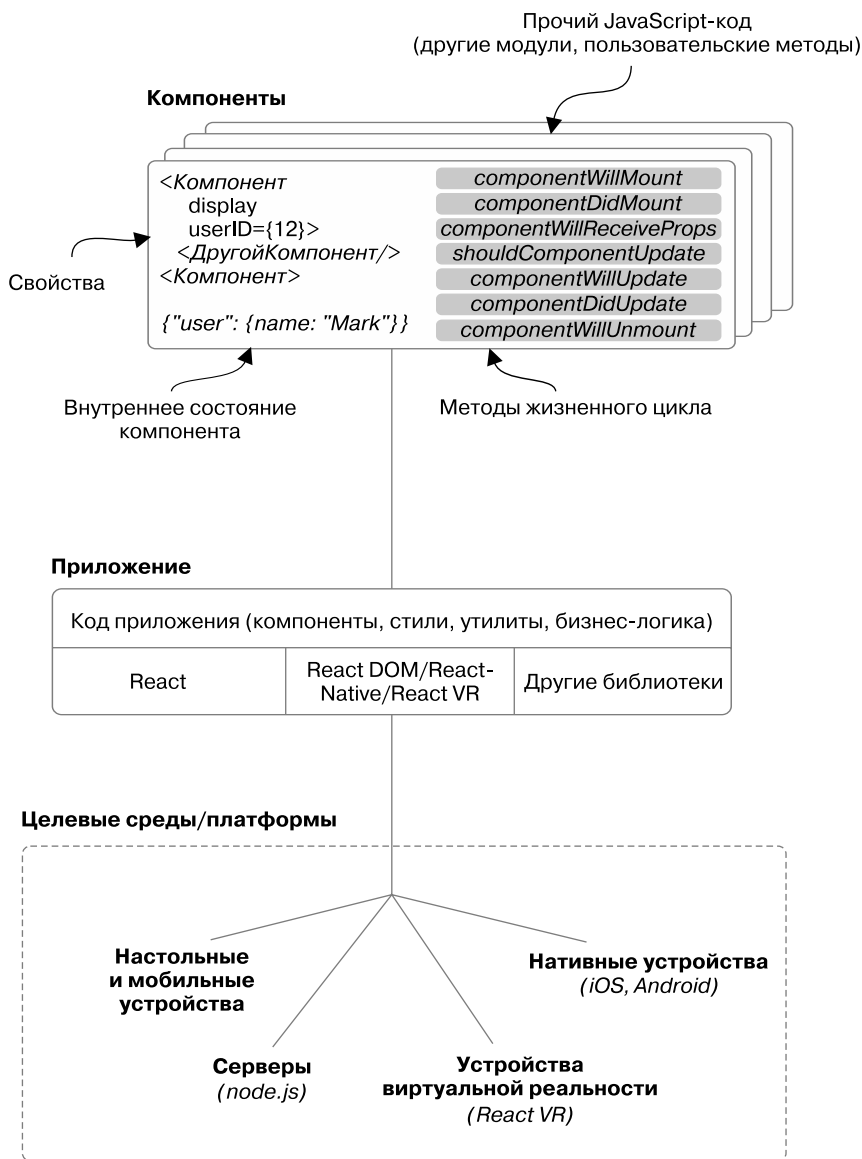 Прочий JavaScript-код
(другие модули, пользовательские методы)
Компоненты
<Компонент
display
userID={12}>
<ДругойКомпонент/>
<Компонент>
{"user": {name: "Mark"}}
componentWillMount
componentDidMount
componentWillReceiveProps
shouldComponentUpdate
componentWillUpdate
componentDidUpdate
componentWillUnmount
Свойства
Внутреннее состояние
компонента
Методы жизненного цикла
Приложение
Код приложения (компоненты, стили, утилиты, бизнес-логика)
React
React DOM/React-
Native/React VR
Другие библиотеки
Целевые среды/платформы
Настольные
и мобильные
устройства
Нативные устройства
(iOS, Android)
Серверы
(node.js)
Устройства
виртуальной реальности
(React VR)